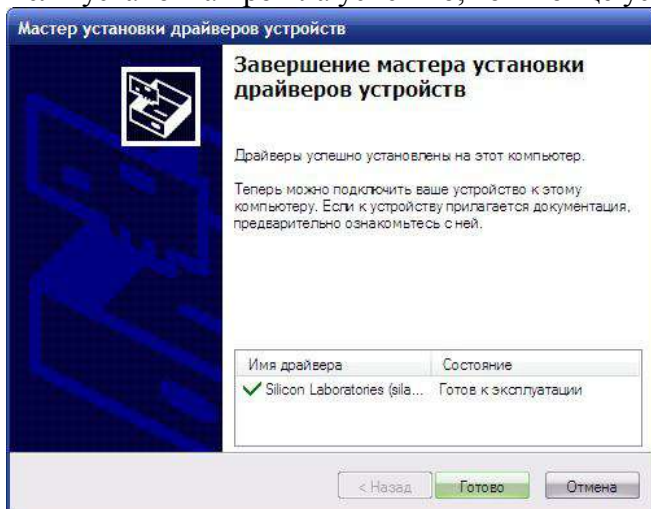 Мастер установки драйверов устройств
Завершение мастера установки
драйверов устройств
Драйверы успешно установлены на этот компьютер.
Теперь можно подключить ваше устройство к этому
компьютеру. Если к устройству прилагается документация,
предварительно ознакомьтесь с ней.
Имя драйвера Состояние
Silicon Laboratories (sila... Готов к эксплуатации
< Назад Готово Отмена